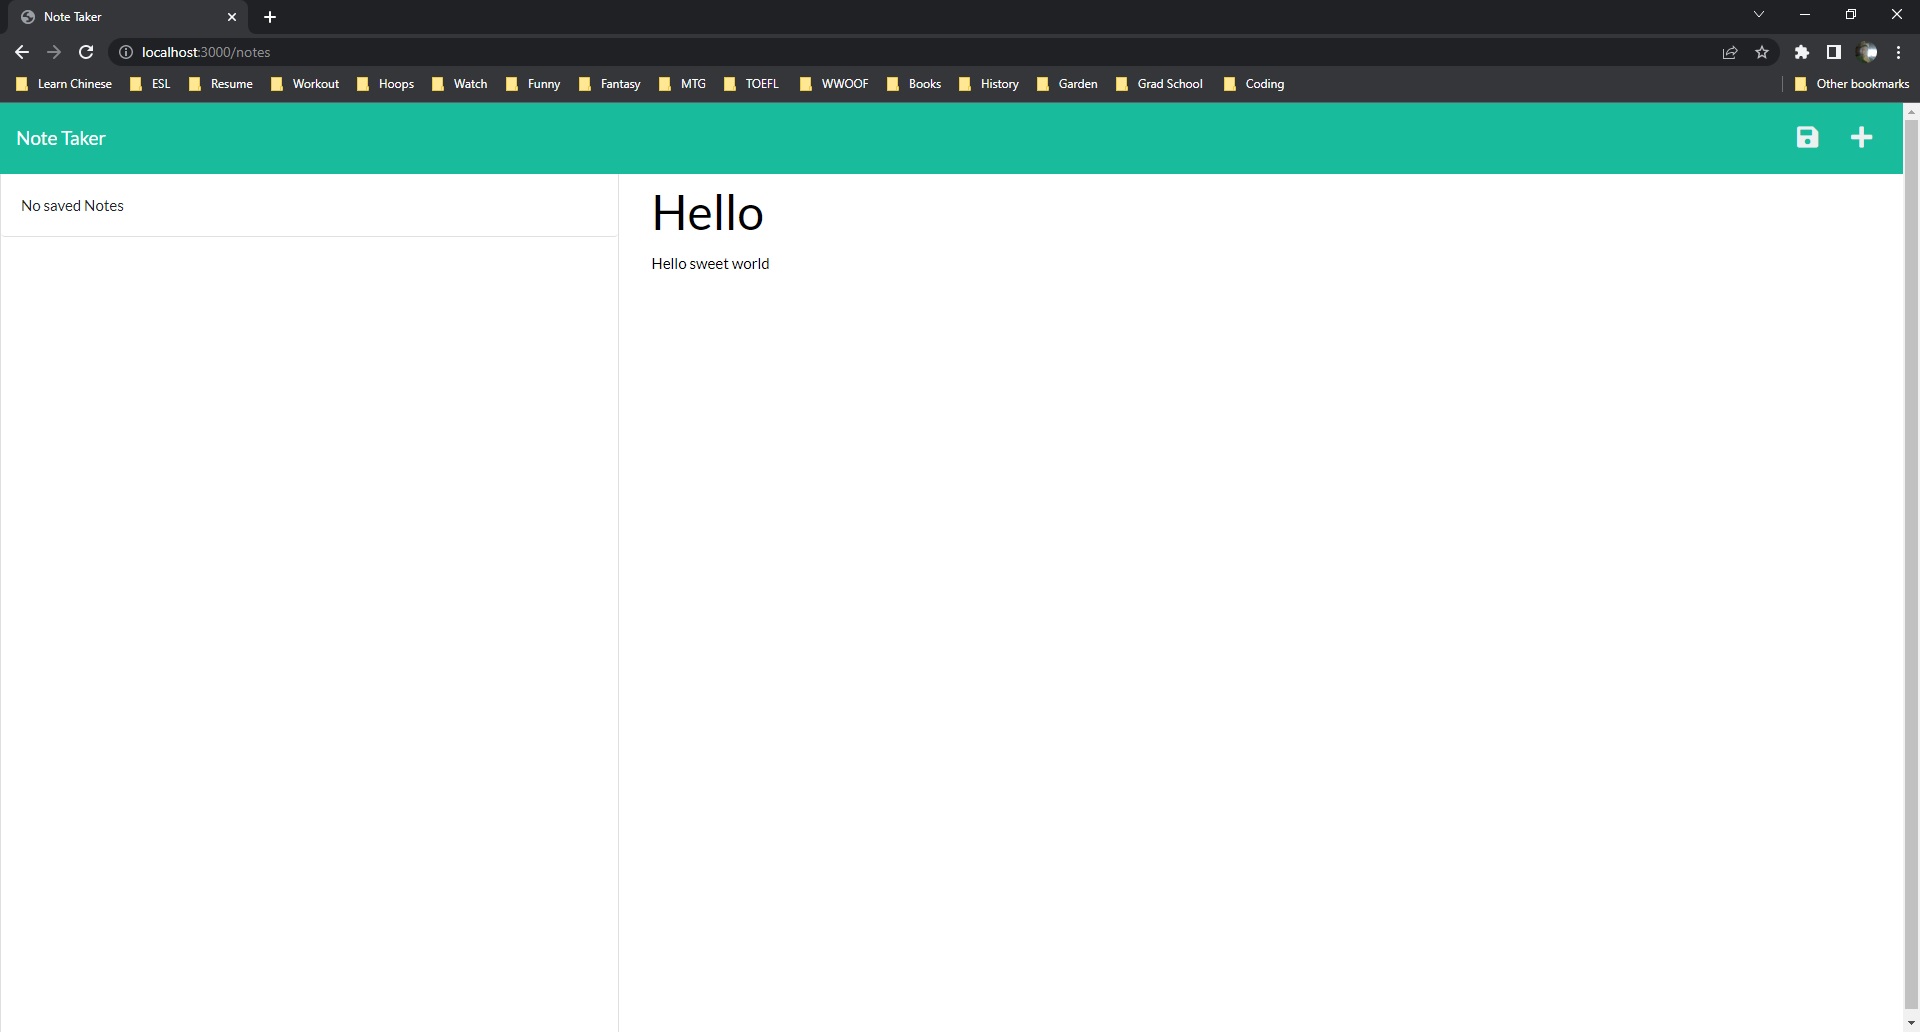 Note Taker
localhost:3000/notes
Learn Chinese ESL Resume Workout Hoops Watch Funny Fantasy MTG TOEFL WWOOF Books History Garden Grad School Coding Other bookmarks
Note Taker
No saved Notes
Hello
Hello sweet world